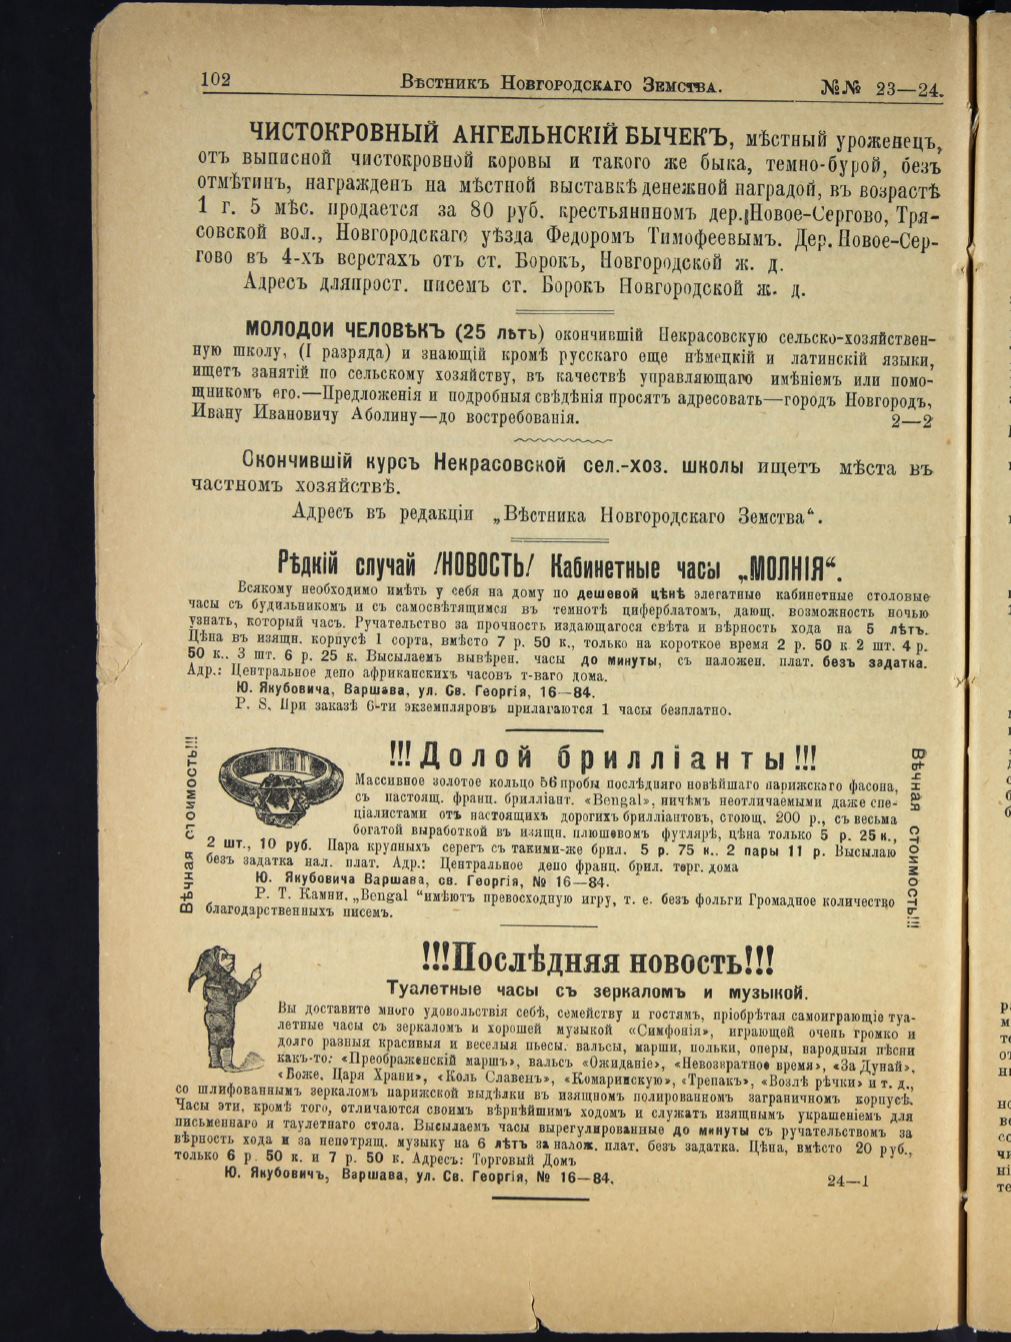 102
Вѣстникъ Новгородскаго Земства.
№№ 23—24.
ЧИСТОКРОВНЫЙ АНГЕЛЬНСКІЙ БЫЧЕКЪ, мѣстный уроженецъ,
отъ выписной чистокровной коровы и такого же быка, темно-бурой, безъ
отмѣтинъ, награжденъ на мѣстной выставкѣ денежной наградой, въ возрастѣ
1 г. 5 мѣс. продается за 80 руб. крестьяниномъ дер. Новое-Сергово, Тря-
совской вол., Новгородскаго уѣзда Федоромъ Тимофеевымъ. Дер. Новое-Сер-
гово въ 4-хъ верстахъ отъ ст. Борокъ, Новгородской ж. д.
Адресъ дляпрост. писемъ ст. Борокъ Новгородской ж. д.
МОЛОДОИ ЧЕЛОВѢКЪ (25 лѣтъ) окончившій Некрасовскую сельско-хозяйствен-
ную школу, (I разряда) и знающій кромѣ русскаго еще нѣмецкій и латинскій языки,
ищетъ занятій по сельскому хозяйству, въ качествѣ управляющаго имѣніемъ или помо-
щникомъ его.—Предложенія и подробныя свѣдѣнія просятъ адресовать—городъ Новгородъ,
Ивану Ивановичу Аболину—до востребованія.
2—2
Окончившій курсъ Некрасовской сел.-хоз. школы ищетъ мѣста въ
частномъ хозяйствѣ.
Адресъ въ редакціи „Вѣстника Новгородскаго Земства“.
Рѣдкій случай /НОВОСТЬ/ Кабинетные часы „МОЛНІЯ“.
Всякому необходимо имѣть у себя на дому по дешевой цѣнѣ элегатные кабинетные столовые
часы съ будильникомъ и съ самосвѣтящимся въ темнотѣ циферблатомъ, дающ. возможность ночью
узнать, который часъ. Ручательство за прочность издающагося свѣта и вѣрность хода на 5 лѣтъ.
Цѣна въ изящн. корпусѣ 1 сорта, вмѣсто 7 р. 50 к., только на короткое время 2 р. 50 к 2 шт. 4 р.
50 к.. 3 шт. 6 р. 25 к. Высылаемъ вывѣрен. часы до минуты, съ наложен. плат. безъ задатка.
Адр.: Центральное депо африканскихъ часовъ т-ваго дома.
Ю. Якубовича, Варшава, ул. Св. Георгія, 16—84.
P. S. При заказѣ 6-ти экземпляровъ прилагаются 1 часы безплатно.
Вѣчная стоимость!!!
!!!Долой брилліанты!!!
Массивное золотое кольцо 56 пробы послѣдняго новѣйшаго парижскаго фасона,
съ настоящ. франц. брилліант. «Bengal», ничѣмъ неотличаемыми даже спе-
ціалистами отъ настоящихъ дорогихъ брилліантовъ, стоющ. 200 р., съ весьма
богатой выработкой въ изящн. плюшевомъ футлярѣ, цѣна только 5 р. 25 к.,
2 шт., 10 руб. Пара крупныхъ серегъ съ такими-же брил. 5 р. 75 к.. 2 пары 11 р. Высылаю
безъ задатка нал. плат. Адр.: Центральное депо франц. брил. торг. дома
Ю. Якубовича Варшава, св. Георгія, № 16—84.
Р. Т. Камни, „Bengal “имѣютъ превосходную игру, т. е. безъ фольги Громадное количество
благодарственныхъ писемъ.
Вѣчная стоимость!!!
!!!Послѣдняя новость!!!
Туалетные часы съ зеркаломъ и музыкой.
Вы доставите много удовольствія себѣ, семейству и гостямъ, пріобрѣтая самоиграющіе туа-
летные часы съ зеркаломъ и хорошей музыкой «Симфонія», играющей очень громко и
долго разныя красивыя и веселыя пьесы. вальсы, марши, польки, оперы, народныя пѣсни
какъ-то: «Преображенскій маршъ», вальсъ «Ожиданіе», «Невозвратное время», «За Дунай»,
«Боже, Царя Храни», «Коль Славенъ», «Комаринскую», «Трепакъ», «Возлѣ рѣчки» и т. д.,
со шлифованнымъ зеркаломъ парижской выдѣлки въ изящномъ полированномъ заграничномъ корпусѣ.
Часы эти, кромѣ того, отличаются своимъ вѣрнѣйшимъ ходомъ и служатъ изящнымъ украшеніемъ для
письменнаго и таулетнаго стола. Высылаемъ часы вырегулированные до минуты съ ручательствомъ за
вѣрность хода и за непотрящ. музыку на 6 лѣтъ за налож. плат. безъ задатка. Цѣна, вмѣсто 20 руб.,
только 6 р. 50 к. и 7 р. 50 к. Адресъ: Торговый Домъ
Ю. Якубовичъ, Варшава, ул. Св. Георгія, № 16—84.
24—1